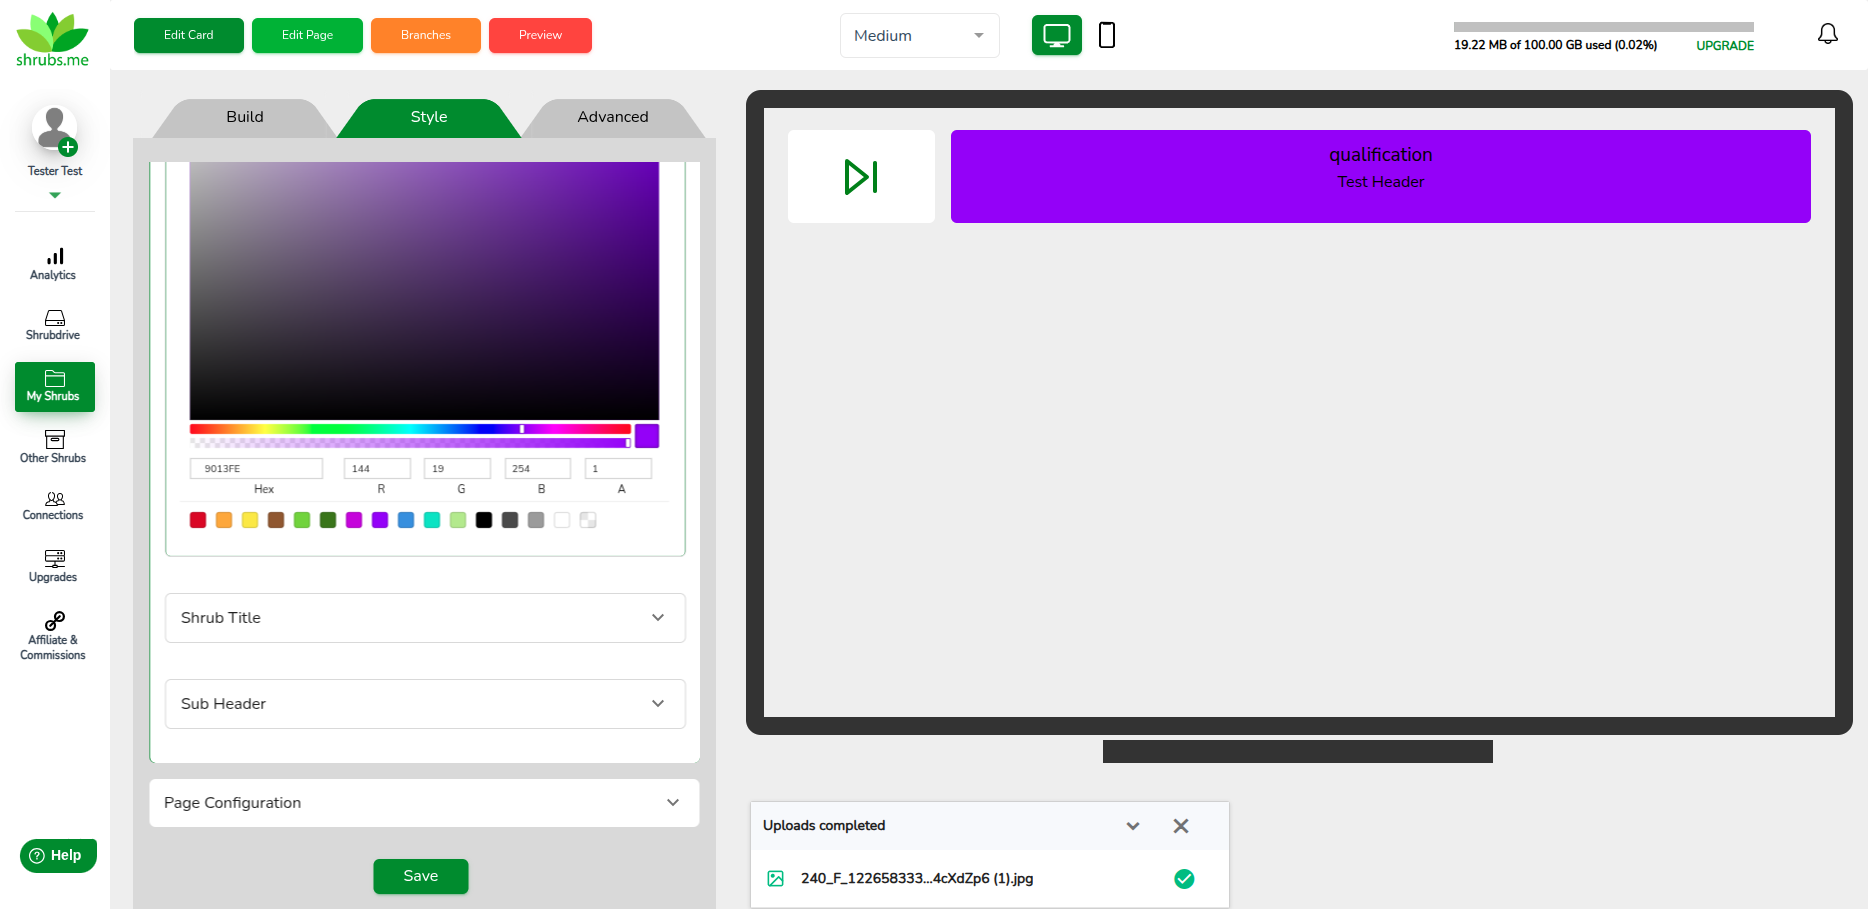 shrubs.me
Edit Card
Edit Page
Branches
Preview
Medium
19.22 MB of 100.00 GB used (0.02%)
UPGRADE
Tester Test
Analytics
Shrubdrive
My Shrubs
Other Shrubs
Connections
Upgrades
Affiliate &
Commissions
Help
Build
Style
Advanced
9013FE
144
19
254
1
Hex
R
G
B
A
Shrub Title
Sub Header
Page Configuration
Save
qualification
Test Header
Uploads completed
240_F_122658333...4cXdZp6 (1).jpg